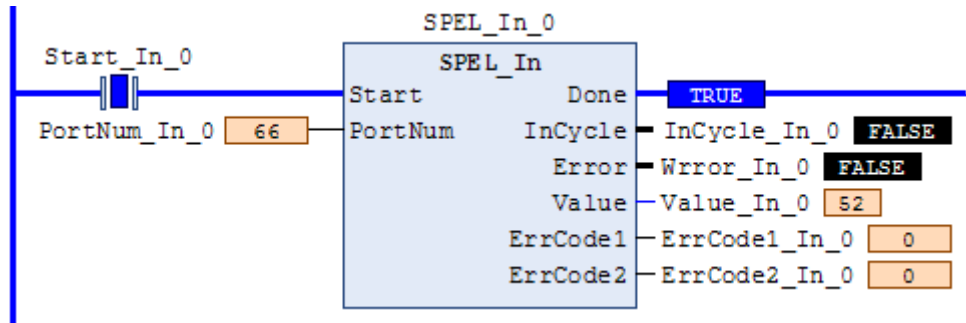 SPEL_In_0
Start_In_0
SPEL_In
Start Done TRUE
PortNum_In_0 66 PortNum InCycle InCycle_In_0 FALSE
Error Wrror_In_0 FALSE
Value Value_In_0 52
ErrCode1 ErrCode1_In_0 0
ErrCode2 ErrCode2_In_0 0